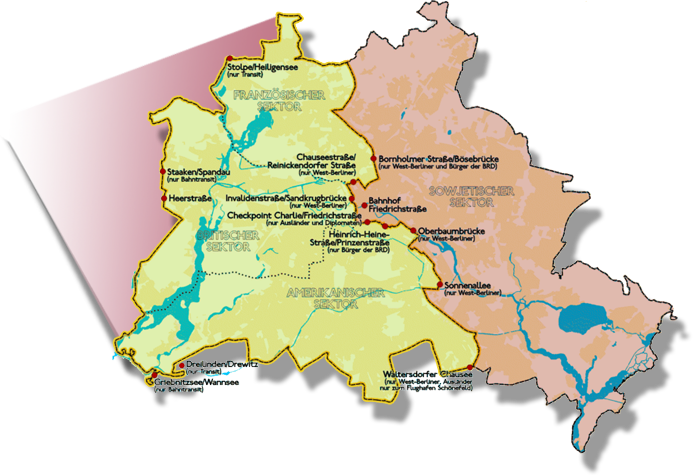 Stolpe/Heiligensee
(nur Transit)
FRANZÖSISCHER
SEKTOR
Chausseestraße/
Reinickendorfer Straße
(nur West-Berliner)
Bornholmer Straße/Bösebrücke
(nur West-Berliner und Bürger der BRD)
Staaken/Spandau
(nur Bahntransit)
SOWJETISCHER
SEKTOR
Heerstraße
Invalidenstraße/Sandkrugbrücke
(nur West-Berliner)
Bahnhof
Friedrichstraße
Checkpoint Charlie/Friedrichstraße
(nur Ausländer und Diplomaten)
BRITISCHER
SEKTOR
Heinrich-Heine-
Straße/Prinzenstraße
(nur Bürger der BRD)
Oberbaumbrücke
(nur West-Berliner)
Sonnenallee
(nur West-Berliner)
AMERIKANISCHER
SEKTOR
Dreilinden/Drewitz
(nur Transit)
Griebnitzsee/Wannsee
(nur Bahntransit)
Waltersdorfer Chausee
(nur West-Berliner, Ausländer
nur zum Flughafen Schönefeld)